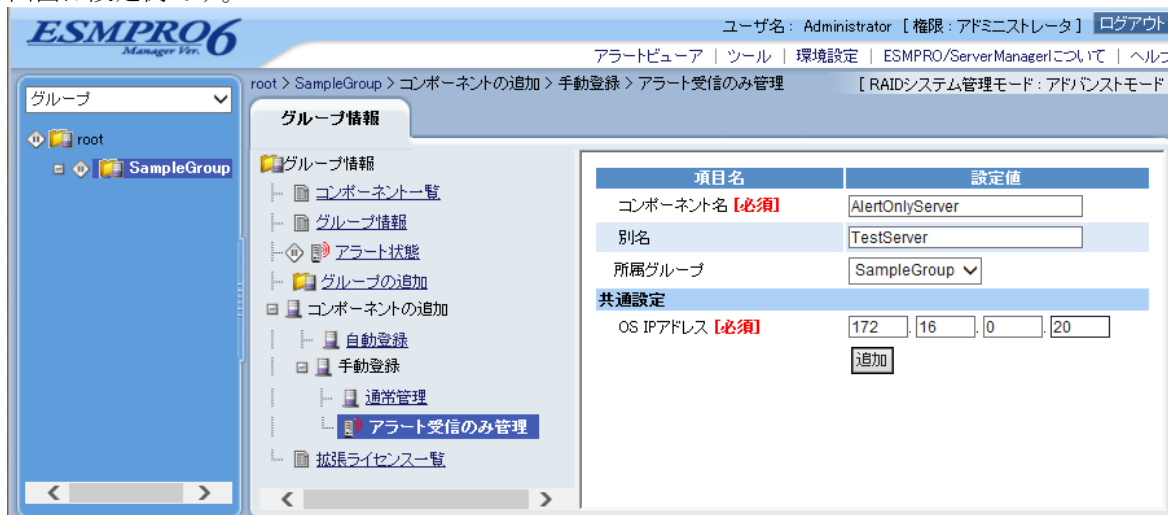 ESMPRO6
Manager Ver.
ユーザ名： Administrator [ 権限：アドミニストレータ ] ログアウト
アラートビューア | ツール | 環境設定 | ESMPRO/ServerManagerについて |
グループ
root > SampleGroup > コンポーネントの追加 > 手動登録 > アラート受信のみ管理 [ RAIDシステム管理モード：アドバンストモード
グループ情報
root
SampleGroup
グループ情報
コンポーネント一覧
グループ情報
アラート状態
グループの追加
コンポーネントの追加
自動登録
手動登録
通常管理
アラート受信のみ管理
拡張ライセンス一覧
項目名 設定値
コンポーネント名 [必須] AlertOnlyServer
別名 TestServer
所属グループ SampleGroup
共通設定
OS IPアドレス [必須] 172 . 16 . 0 . 20
追加